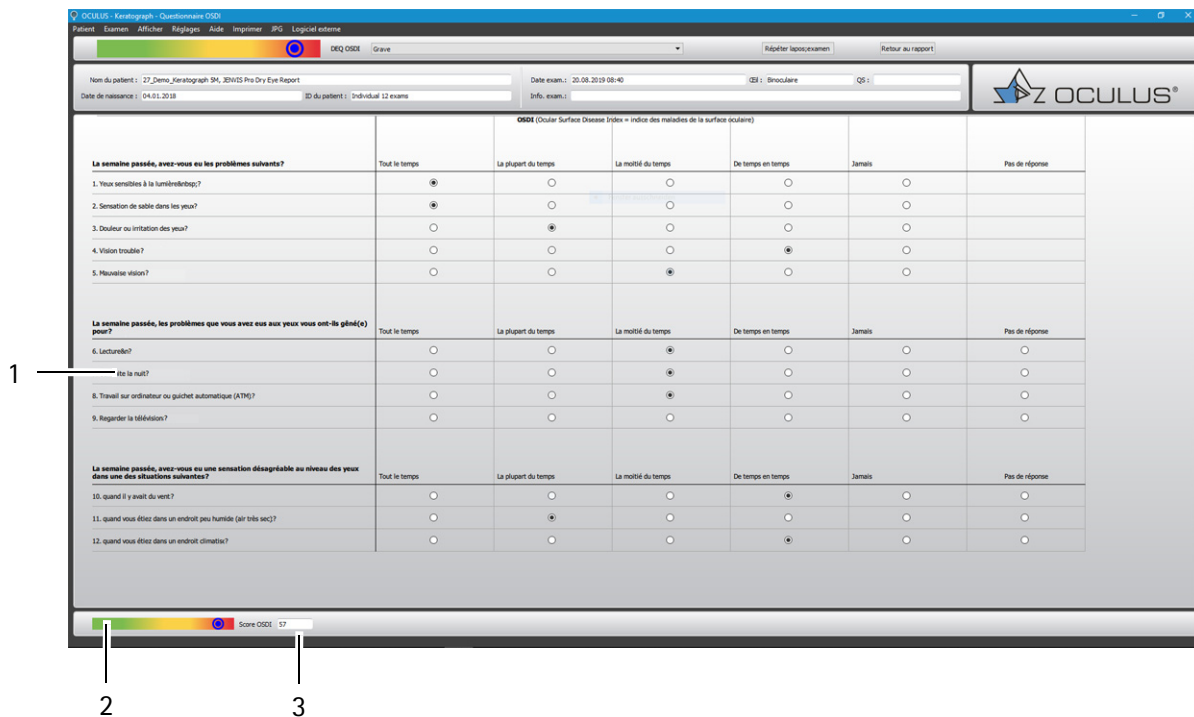 OCULUS - Keratograph - Questionnaire OSDI
Patient Examen Afficher Réglages Aide Imprimer JPG Logiciel externe
DEQ OSDI Grave Répéter lapos;examen Retour au rapport
Nom du patient : 27_Demo_Keratograph 5M, JENVIS Pro Dry Eye Report Date exam.: 20.08.2019 08:40 Œil : Binoculaire QS :
Date de naissance : 04.01.2018 ID du patient : Individual 12 exams Info. exam.:
OCULUS®
OSDI (Ocular Surface Disease Index = indice des maladies de la surface oculaire)
La semaine passée, avez-vous eu les problèmes suivants? Tout le temps La plupart du temps La moitié du temps De temps en temps Jamais Pas de réponse
1. Yeux sensibles à la lumière&nbsp;?
2. Sensation de sable dans les yeux?
3. Douleur ou irritation des yeux?
4. Vision trouble?
5. Mauvaise vision?
La semaine passée, les problèmes que vous avez eus aux yeux vous ont-ils gêné(e)
pour? Tout le temps La plupart du temps La moitié du temps De temps en temps Jamais Pas de réponse
6. Lecture&n?
1 ite la nuit?
8. Travail sur ordinateur ou guichet automatique (ATM)?
9. Regarder la télévision?
La semaine passée, avez-vous eu une sensation désagréable au niveau des yeux
dans une des situations suivantes? Tout le temps La plupart du temps La moitié du temps De temps en temps Jamais Pas de réponse
10. quand il y avait du vent?
11. quand vous étiez dans un endroit peu humide (air très sec)?
12. quand vous étiez dans un endroit climatisé?
Score OSDI 57
2 3